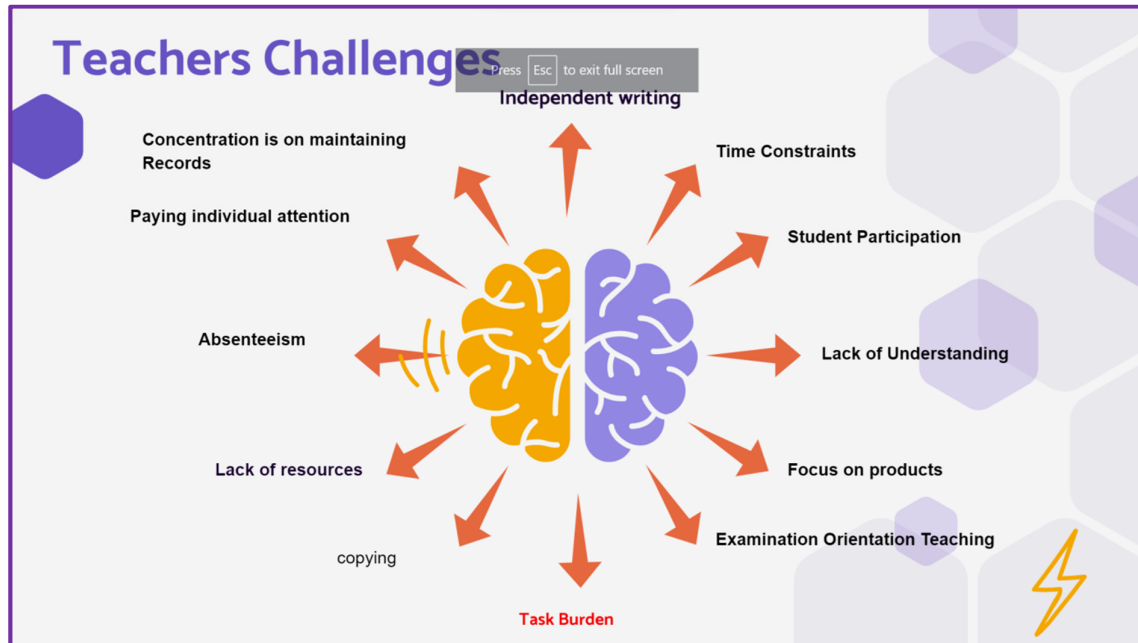 Teachers Challenges
Press Esc to exit full screen
Independent writing
Concentration is on maintaining
Records
Time Constraints
Paying individual attention
Student Participation
Absenteeism
Lack of Understanding
Lack of resources
Focus on products
copying
Examination Orientation Teaching
Task Burden